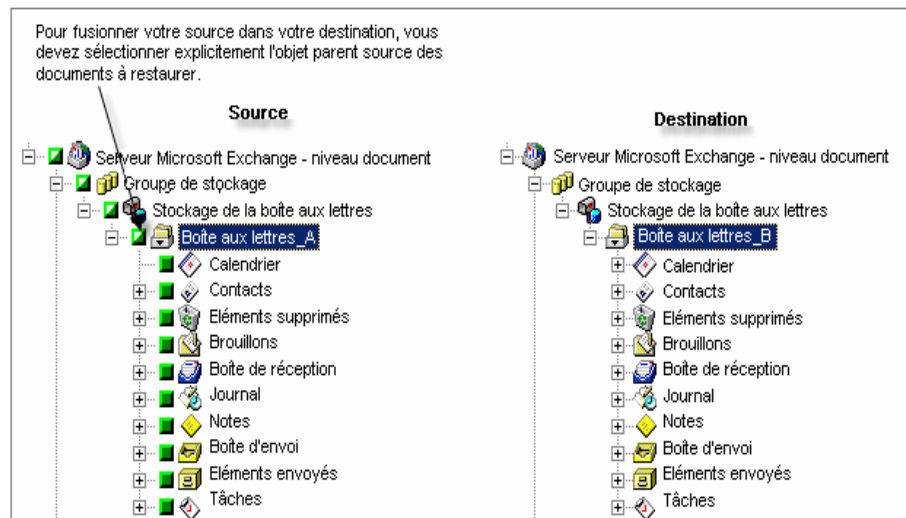 Pour fusionner votre source dans votre destination, vous
devez sélectionner explicitement l'objet parent source des
documents à restaurer.
Source
Serveur Microsoft Exchange - niveau document
Groupe de stockage
Stockage de la boîte aux lettres
Boîte aux lettres_A
Calendrier
Contacts
Eléments supprimés
Brouillons
Boîte de réception
Journal
Notes
Boîte d'envoi
Eléments envoyés
Tâches
Destination
Serveur Microsoft Exchange - niveau document
Groupe de stockage
Stockage de la boîte aux lettres
Boîte aux lettres_B
Calendrier
Contacts
Eléments supprimés
Brouillons
Boîte de réception
Journal
Notes
Boîte d'envoi
Eléments envoyés
Tâches